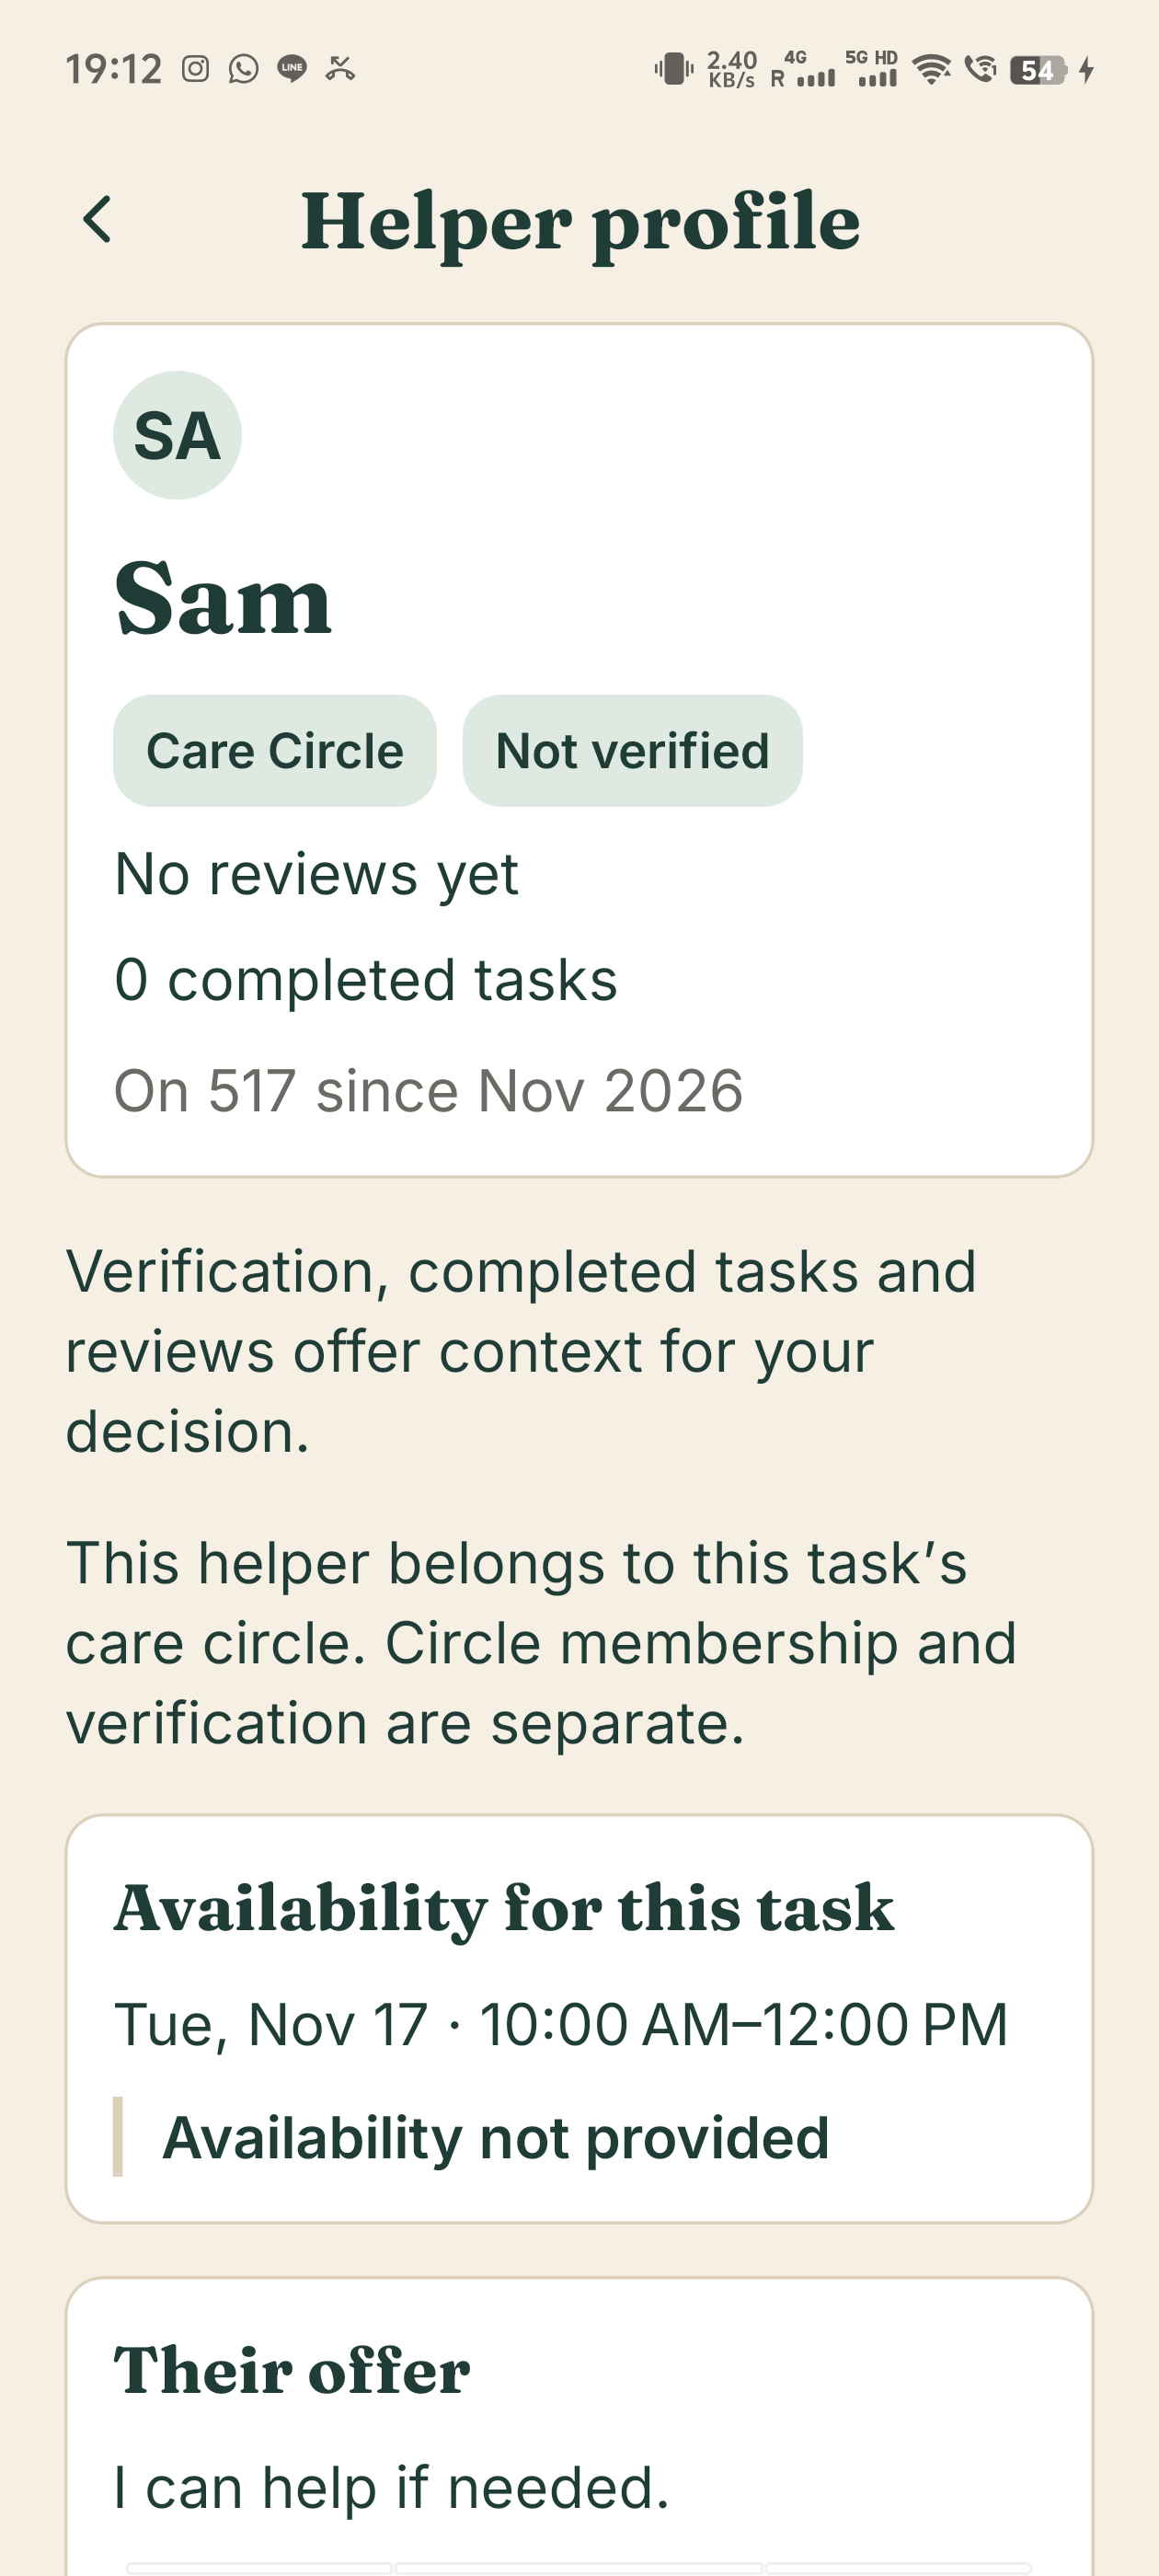 19:12
LINE
2.40 KB/s
R 4G
5G HD
54
Helper profile
SA
Sam
Care Circle
Not verified
No reviews yet
0 completed tasks
On 517 since Nov 2026
Verification, completed tasks and
reviews offer context for your
decision.
This helper belongs to this task’s
care circle. Circle membership and
verification are separate.
Availability for this task
Tue, Nov 17 · 10:00 AM–12:00 PM
Availability not provided
Their offer
I can help if needed.